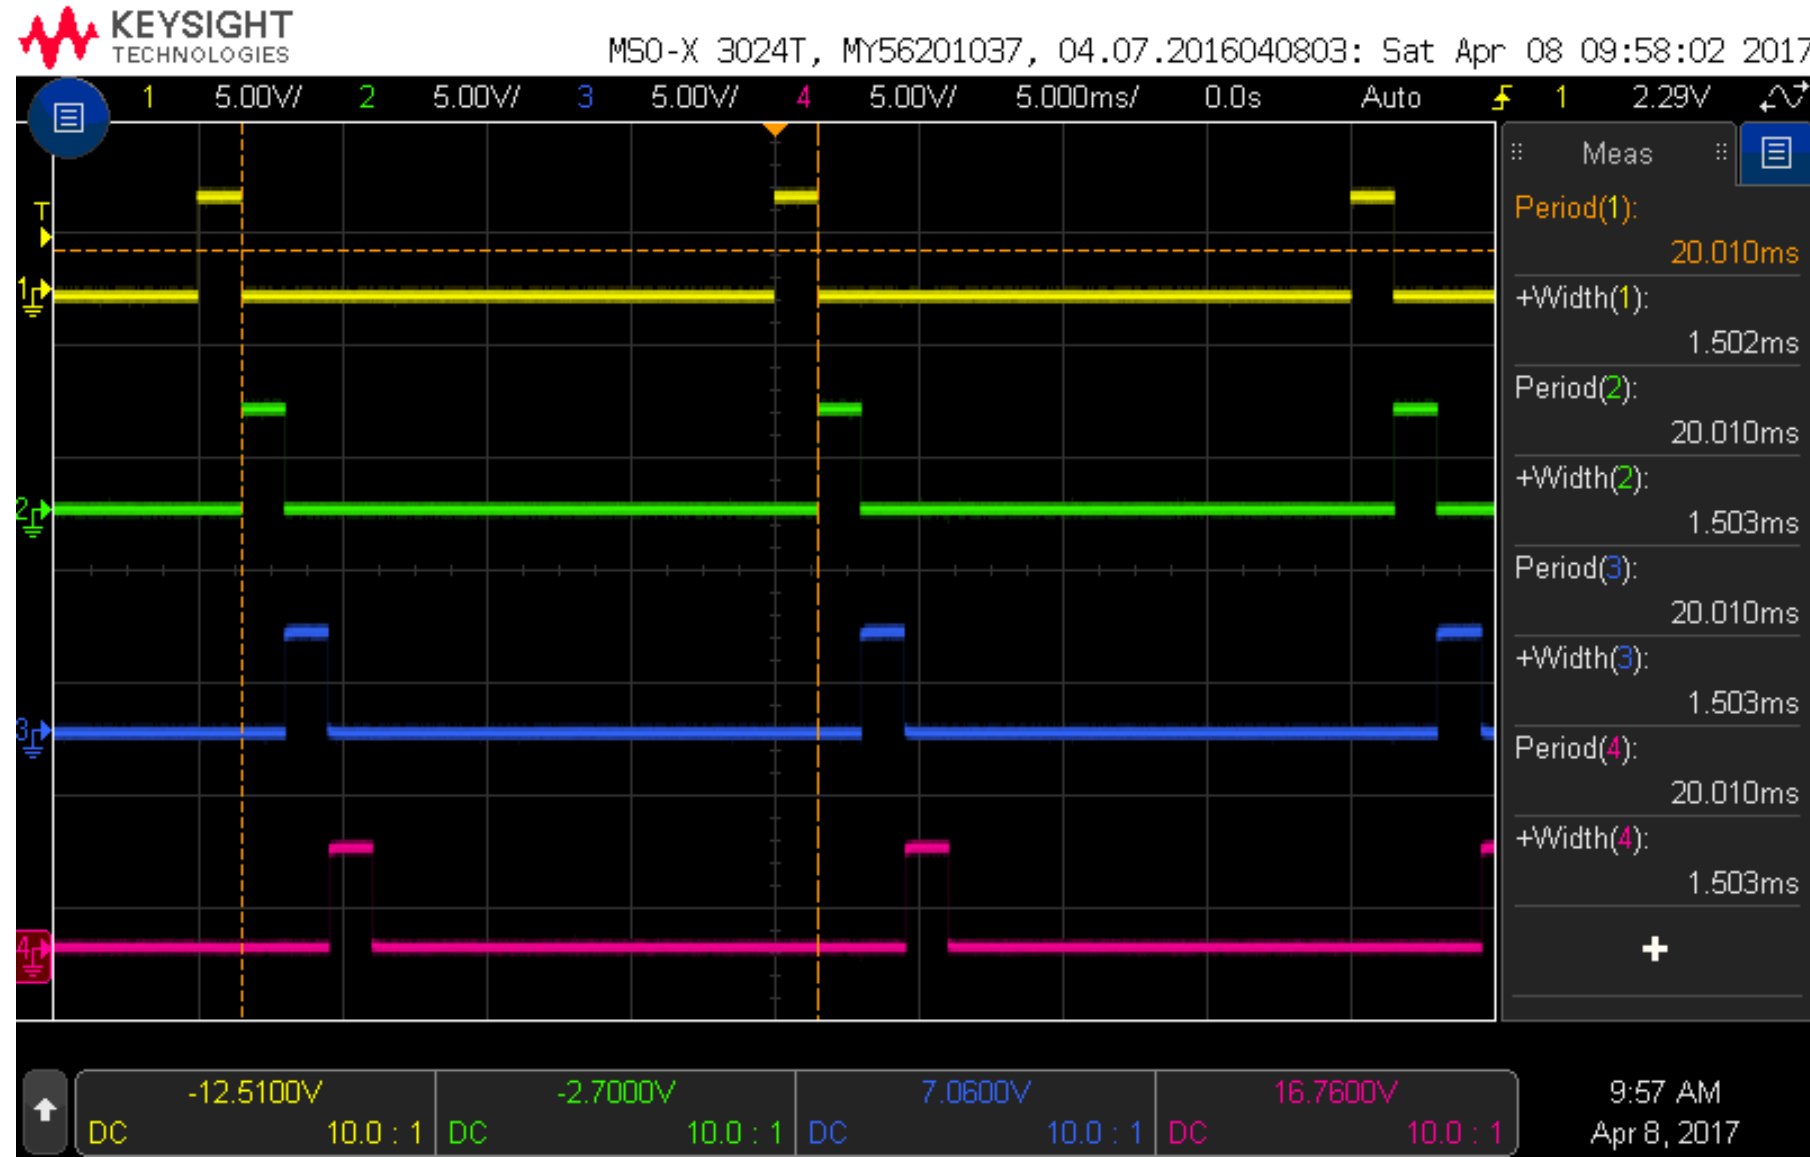 KEYSIGHT
TECHNOLOGIES
MSO-X 3024T, MY56201037, 04.07.2016040803: Sat Apr 08 09:58:02 2017
1 5.00V/ 2 5.00V/ 3 5.00V/ 4 5.00V/ 5.000ms/ 0.0s Auto 1 2.29V
Meas
Period(1):
20.010ms
+Width(1):
1.502ms
Period(2):
20.010ms
+Width(2):
1.503ms
Period(3):
20.010ms
+Width(3):
1.503ms
Period(4):
20.010ms
+Width(4):
1.503ms
+
T
1
2
3
4
-12.5100V -2.7000V 7.0600V 16.7600V
DC 10.0 : 1 DC 10.0 : 1 DC 10.0 : 1 DC 10.0 : 1
9:57 AM
Apr 8, 2017